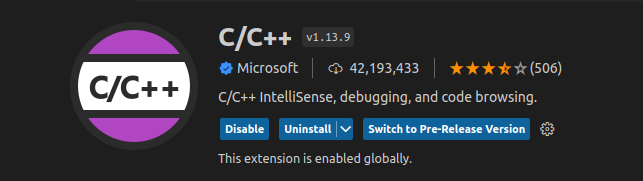 C/C++
C/C++ v1.13.9
Microsoft 42,193,433 (506)
C/C++ IntelliSense, debugging, and code browsing.
Disable Uninstall Switch to Pre-Release Version
This extension is enabled globally.